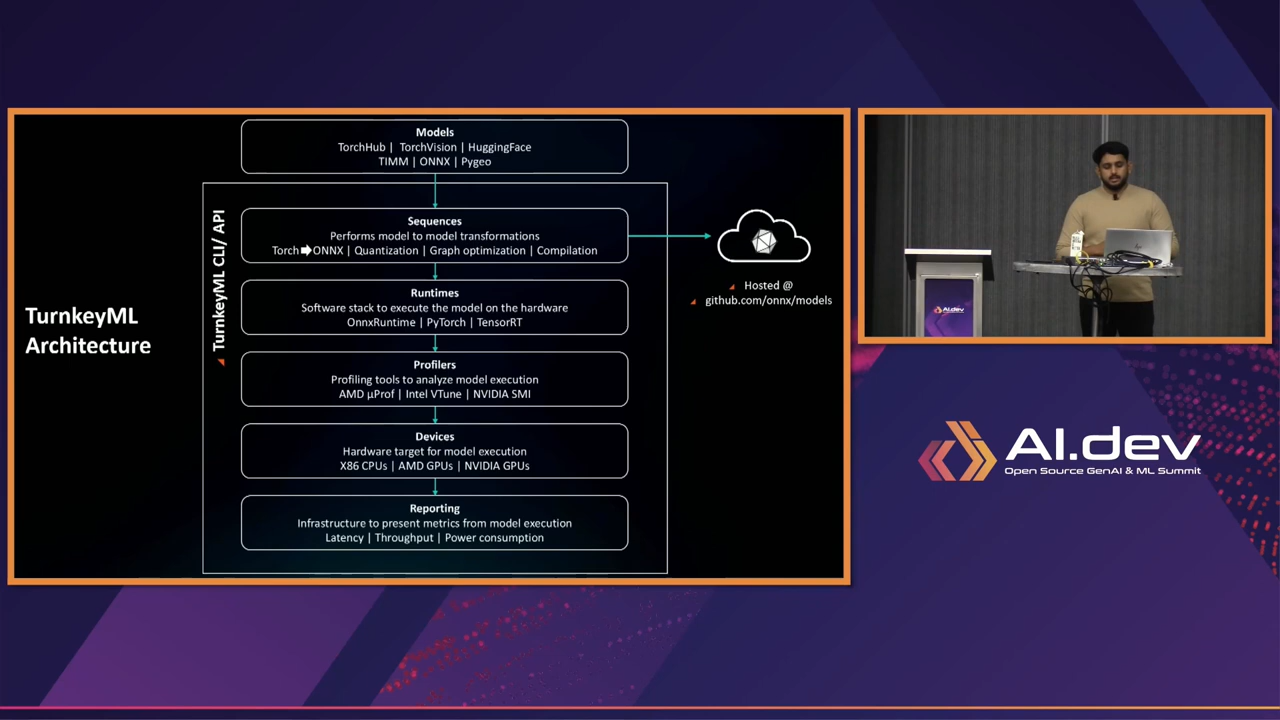 TurnkeyML
Architecture
Models
TorchHub | TorchVision | HuggingFace
TIMM | ONNX | Pygeo
TurnkeyML CLI/ API
Sequences
Performs model to model transformations
Torch➡ONNX | Quantization | Graph optimization | Compilation
Runtimes
Software stack to execute the model on the hardware
OnnxRuntime | PyTorch | TensorRT
Profilers
Profiling tools to analyze model execution
AMD µProf | Intel VTune | NVIDIA SMI
Devices
Hardware target for model execution
X86 CPUs | AMD GPUs | NVIDIA GPUs
Reporting
Infrastructure to present metrics from model execution
Latency | Throughput | Power consumption
Hosted @
github.com/onnx/models
AI.dev
AI.dev
Open Source GenAI & ML Summit